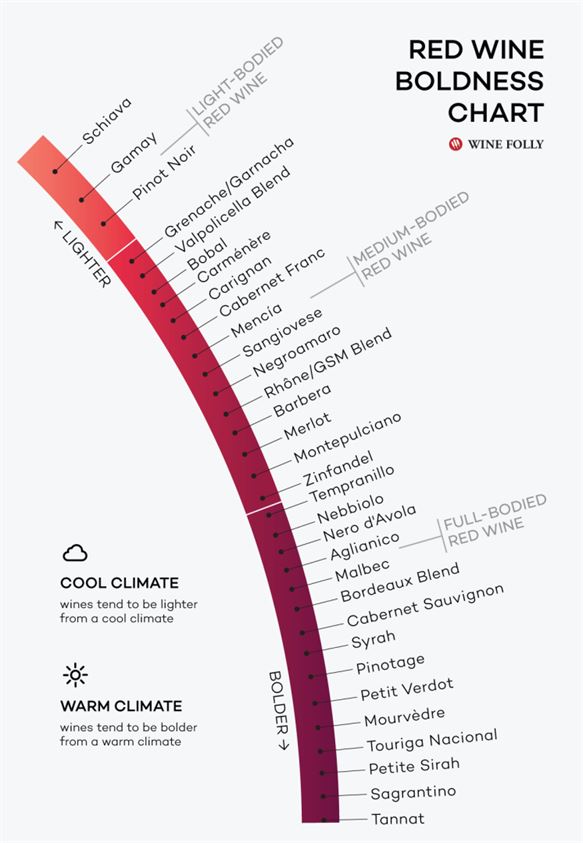 RED WINE
BOLDNESS
CHART
WINE FOLLY
LIGHT-BODIED
RED WINE
Schiava
Gamay
Pinot Noir
← LIGHTER
Grenache/Garnacha
Valpolicella Blend
Bobal
Carménère
Carignan
Cabernet Franc
Mencía
MEDIUM-BODIED
RED WINE
Sangiovese
Negroamaro
Rhône/GSM Blend
Barbera
Merlot
Montepulciano
Zinfandel
Tempranillo
Nebbiolo
Nero d'Avola
Aglianico
FULL-BODIED
RED WINE
Malbec
Bordeaux Blend
Cabernet Sauvignon
Syrah
Pinotage
Petit Verdot
Mourvèdre
Touriga Nacional
Petite Sirah
Sagrantino
Tannat
BOLDER →
COOL CLIMATE
wines tend to be lighter
from a cool climate
WARM CLIMATE
wines tend to be bolder
from a warm climate